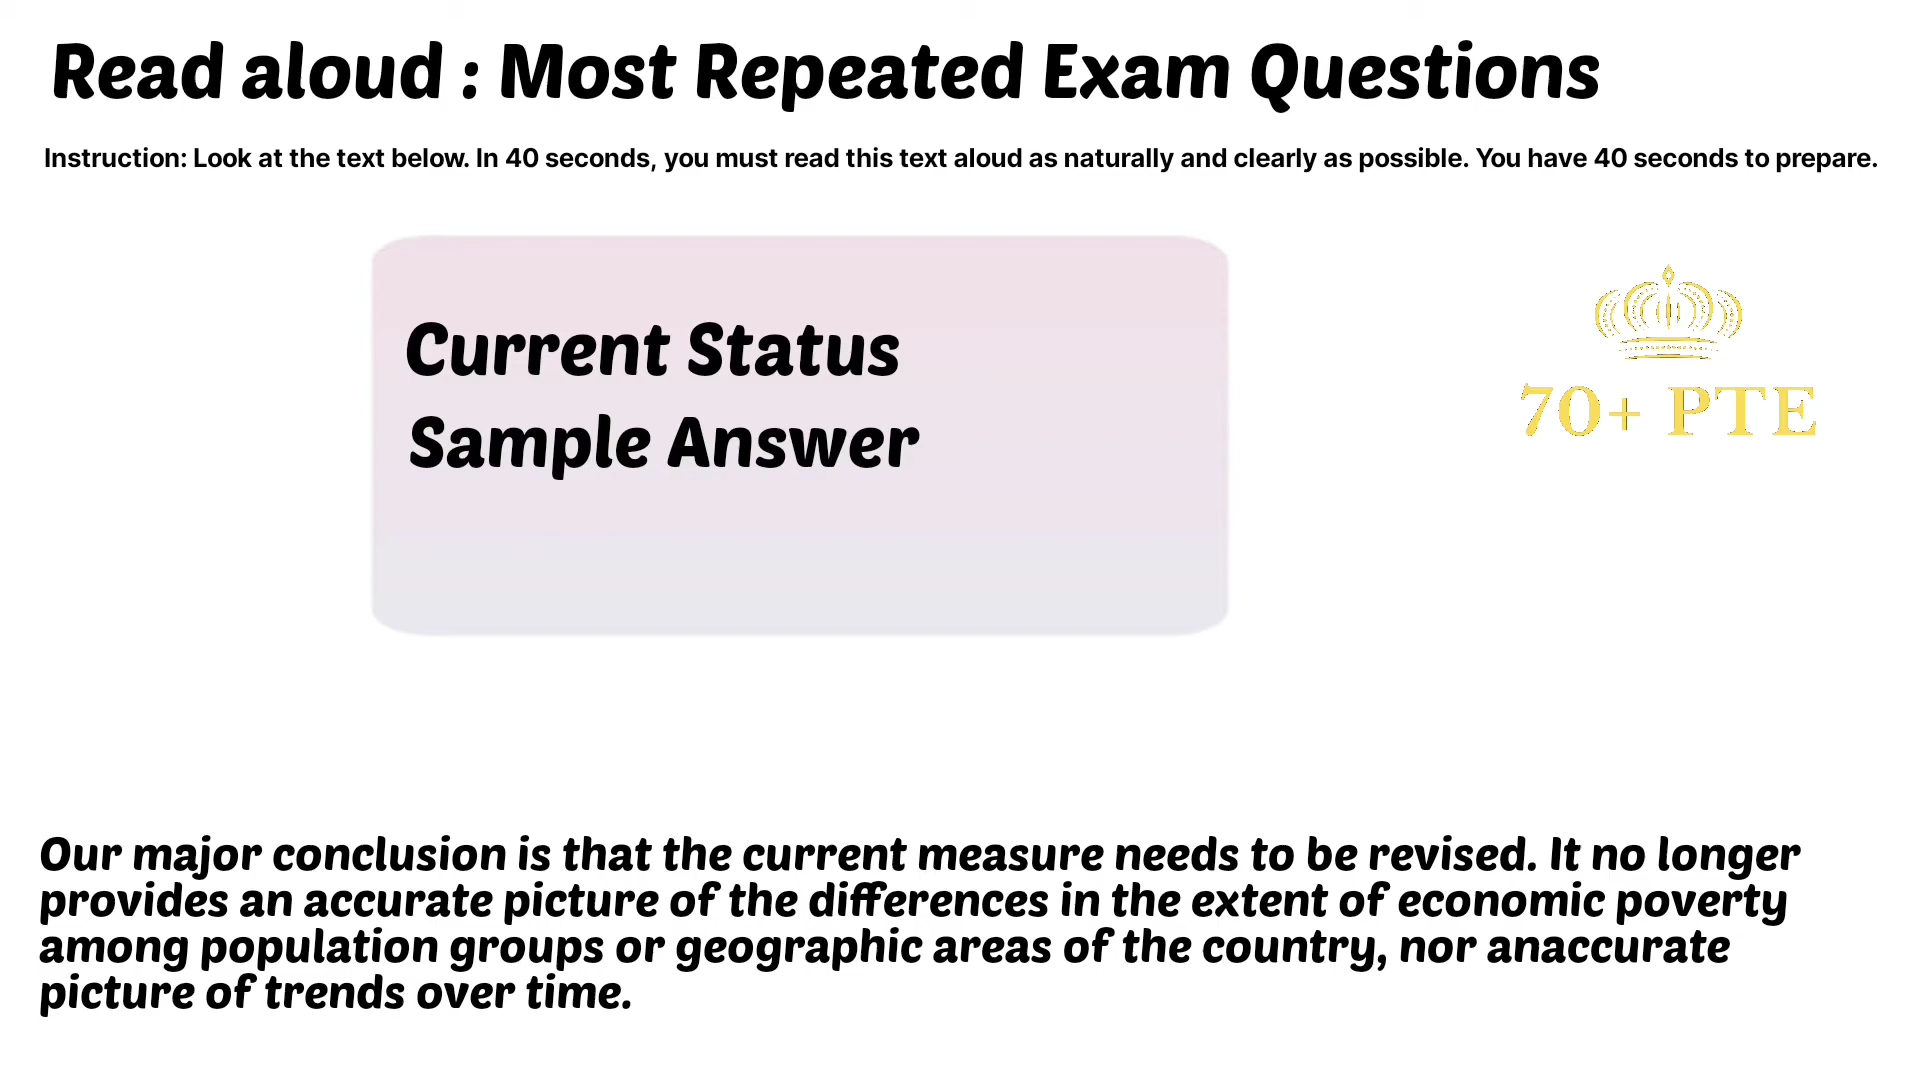 Read aloud : Most Repeated Exam Questions
Instruction: Look at the text below. In 40 seconds, you must read this text aloud as naturally and clearly as possible. You have 40 seconds to prepare.
Current Status
Sample Answer
70+ PTE
Our major conclusion is that the current measure needs to be revised. It no longer
provides an accurate picture of the differences in the extent of economic poverty
among population groups or geographic areas of the country, nor anaccurate
picture of trends over time.